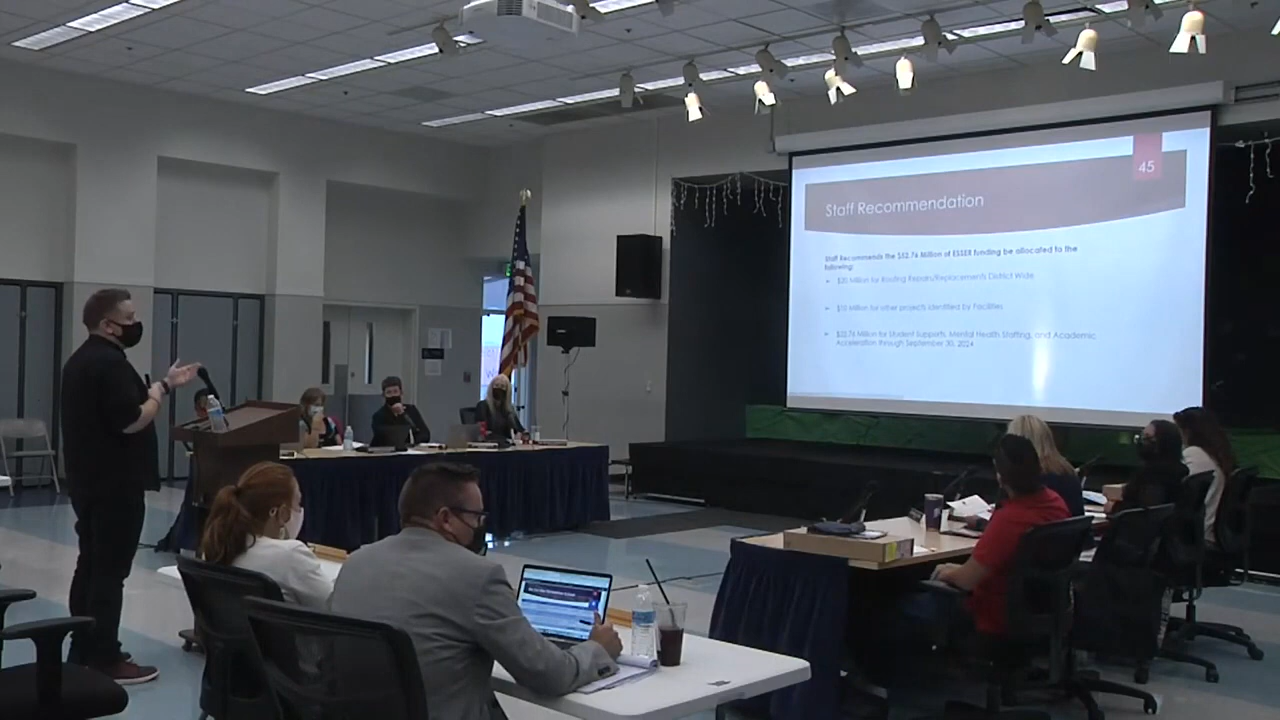 45
Staff Recommendation
Staff Recommends the $52.76 Million of ESSER funding be allocated to the
following:
$20 Million for Roofing Repairs/Replacements District Wide
$10 Million for other projects identified by Facilities
$22.76 Million for Student Supports, Mental Health Staffing, and Academic
Acceleration through September 30, 2024